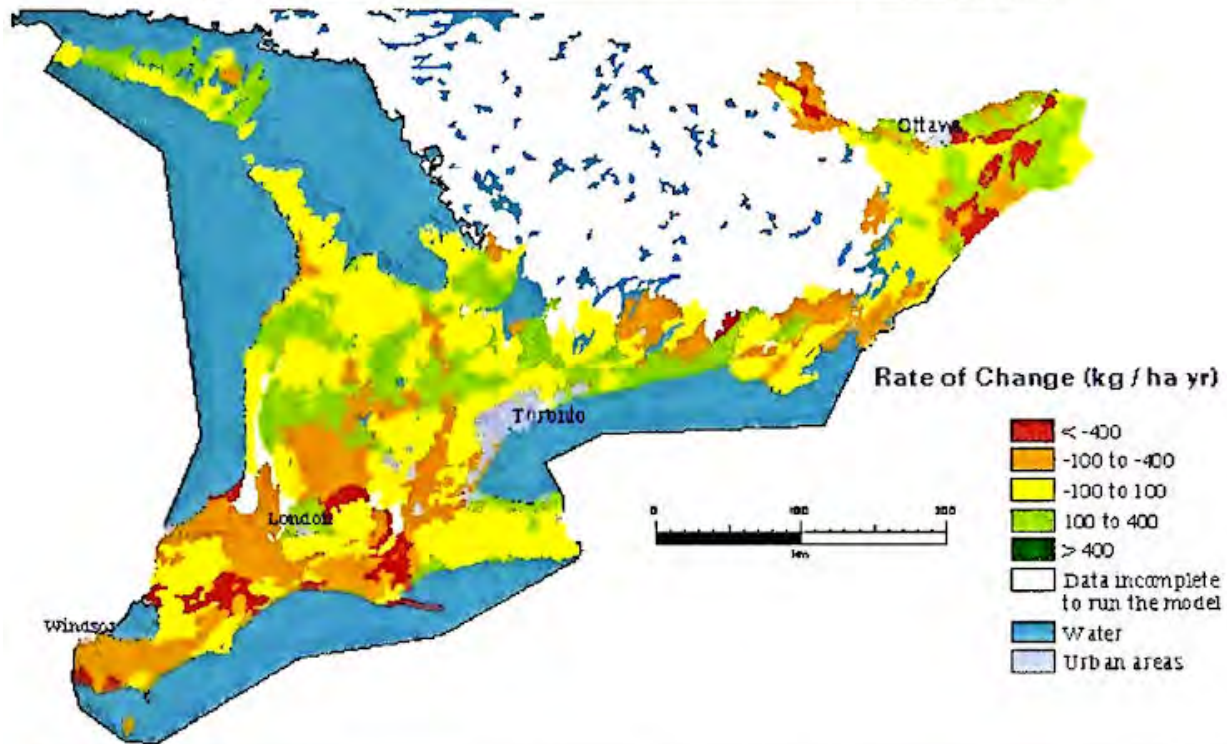 Ottawa
Rate of Change (kg / ha yr)
Toronto
< -400
-100 to -400
-100 to 100
100 to 400
> 400
Data incomplete
to run the model
Water
Urban areas
0 100 200
km
London
Windsor